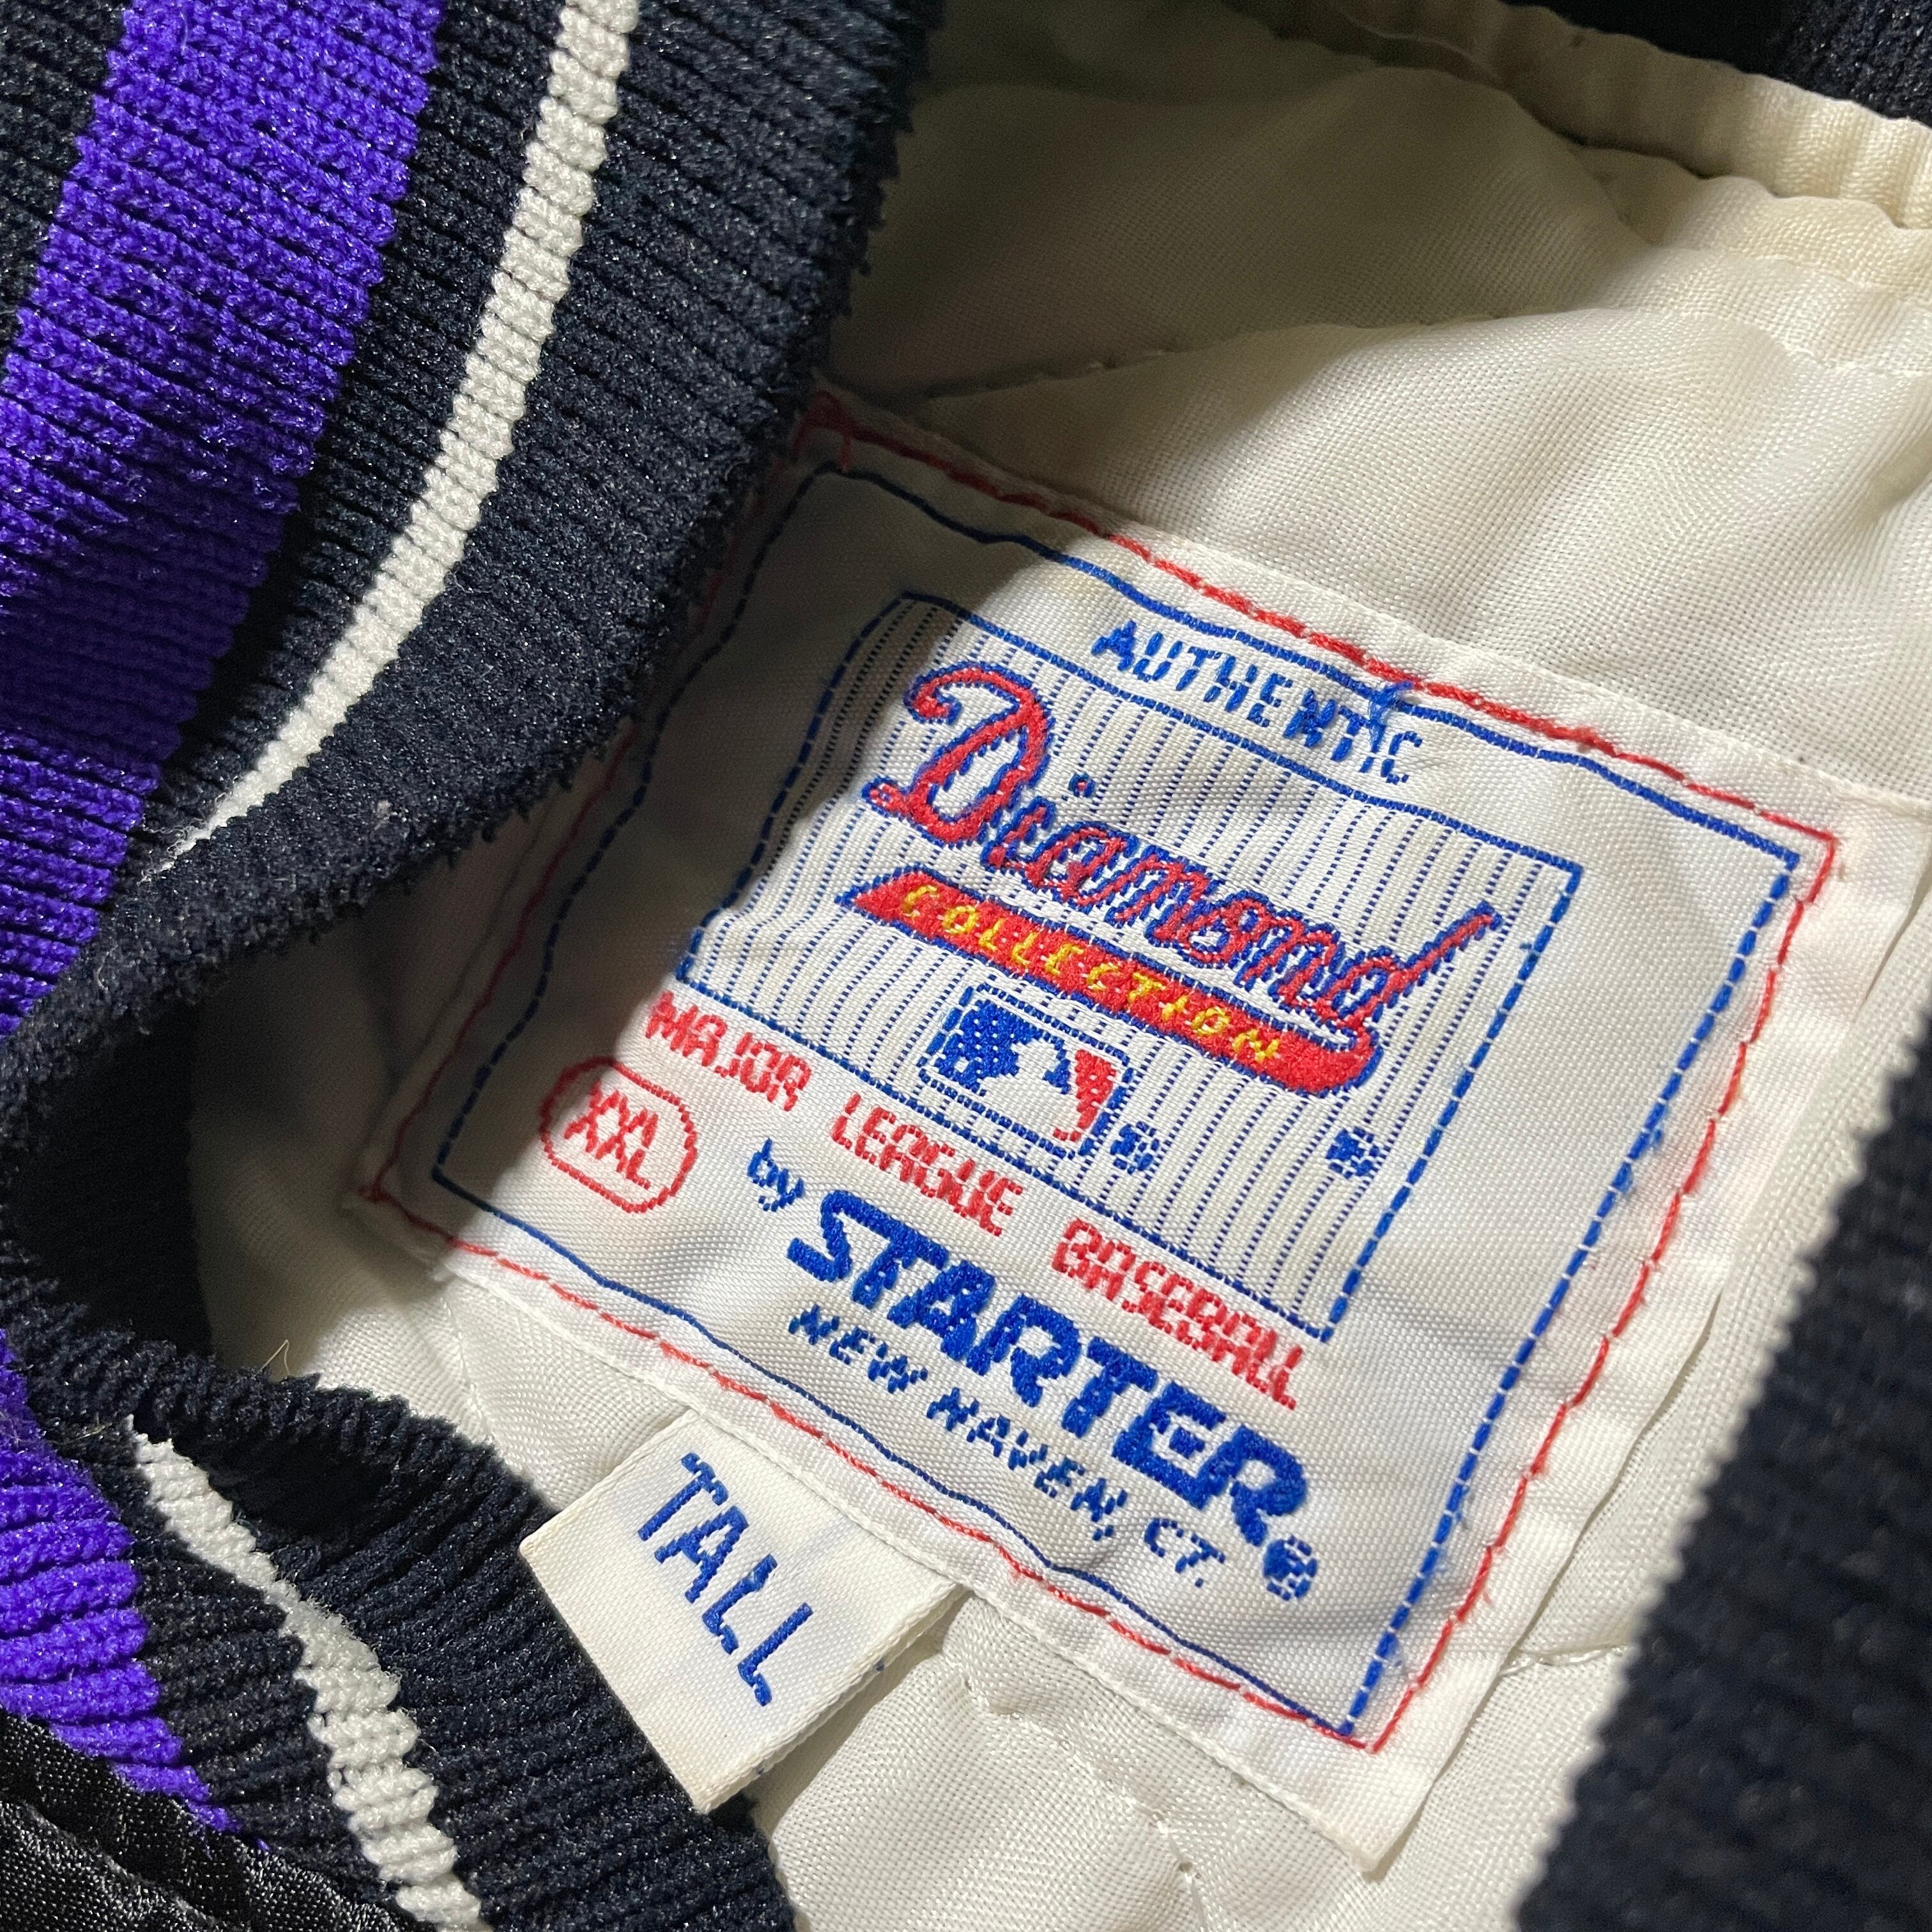 AUTHENTIC
Diamond
COLLECTION
®
®
MAJOR LEAGUE BASEBALL
XXL
by STARTER®
NEW HAVEN, CT.
TALL